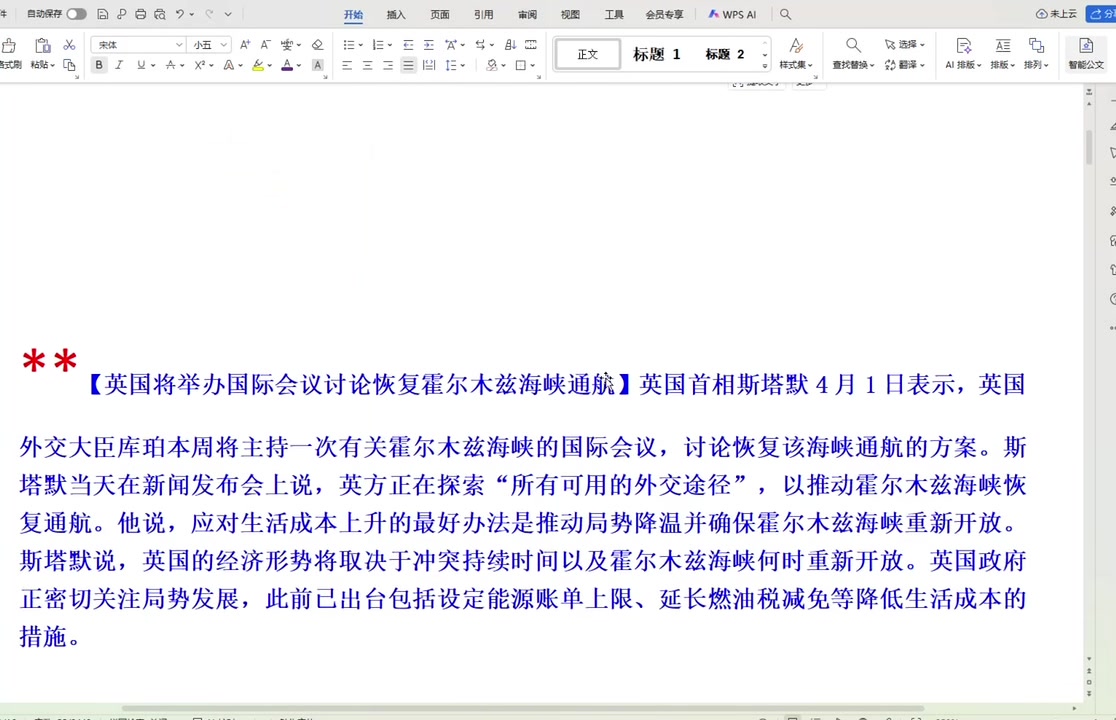 自动保存 开始 插入 页面 引用 审阅 视图 工具 会员专享 WPS AI 未上云
宋体 小五 正文 标题 1 标题 2 选择
粘贴 样式集 查找替换 翻译 AI 排版 排版 排列 智能公文
**【英国将举办国际会议讨论恢复霍尔木兹海峡通航】英国首相斯塔默 4 月 1 日表示，英国
外交大臣库珀本周将主持一次有关霍尔木兹海峡的国际会议，讨论恢复该海峡通航的方案。斯
塔默当天在新闻发布会上说，英方正在探索“所有可用的外交途径”，以推动霍尔木兹海峡恢
复通航。他说，应对生活成本上升的最好办法是推动局势降温并确保霍尔木兹海峡重新开放。
斯塔默说，英国的经济形势将取决于冲突持续时间以及霍尔木兹海峡何时重新开放。英国政府
正密切关注局势发展，此前已出台包括设定能源账单上限、延长燃油税减免等降低生活成本的
措施。